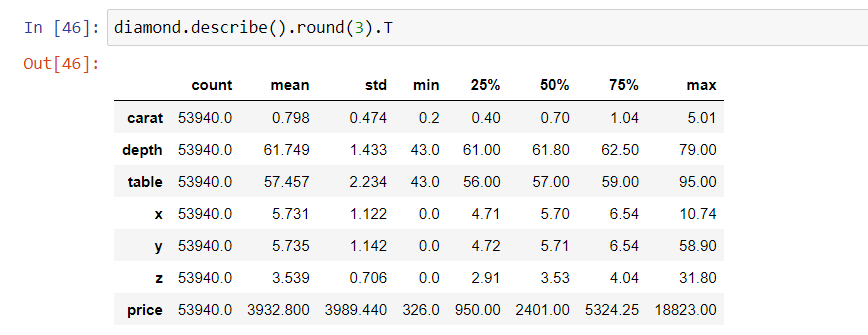 In [46]: diamond.describe().round(3).T
Out[46]:
count mean std min 25% 50% 75% max
carat 53940.0 0.798 0.474 0.2 0.40 0.70 1.04 5.01
depth 53940.0 61.749 1.433 43.0 61.00 61.80 62.50 79.00
table 53940.0 57.457 2.234 43.0 56.00 57.00 59.00 95.00
x 53940.0 5.731 1.122 0.0 4.71 5.70 6.54 10.74
y 53940.0 5.735 1.142 0.0 4.72 5.71 6.54 58.90
z 53940.0 3.539 0.706 0.0 2.91 3.53 4.04 31.80
price 53940.0 3932.800 3989.440 326.0 950.00 2401.00 5324.25 18823.00